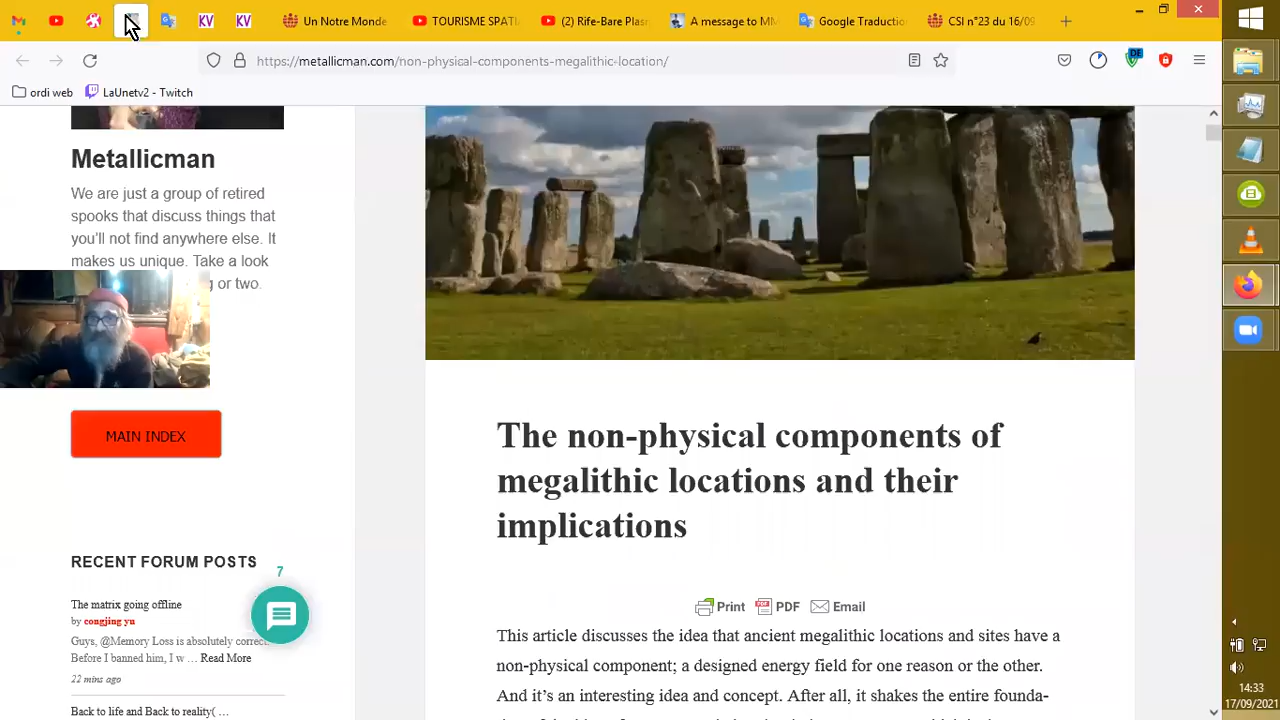 KV
KV
Un Notre Monde
TOURISME SPATI
(2) Rife-Bare Plasm
A message to MM
Google Traduction
CSI n°23 du 16/09
https://metallicman.com/non-physical-components-megalithic-location/
DE
ordi web
LaUnetv2 - Twitch
Metallicman
We are just a group of retired
spooks that discuss things that
you'll not find anywhere else. It
makes us unique. Take a look
g or two.
MAIN INDEX
RECENT FORUM POSTS
7
The matrix going offline
by congjing yu
Guys, @Memory Loss is absolutely correct.
Before I banned him, I w ... Read More
22 mins ago
Back to life and Back to reality( ...
The non-physical components of
megalithic locations and their
implications
Print
PDF
Email
This article discusses the idea that ancient megalithic locations and sites have a
non-physical component; a designed energy field for one reason or the other.
And it's an interesting idea and concept. After all, it shakes the entire founda-
14:33
17/09/2021